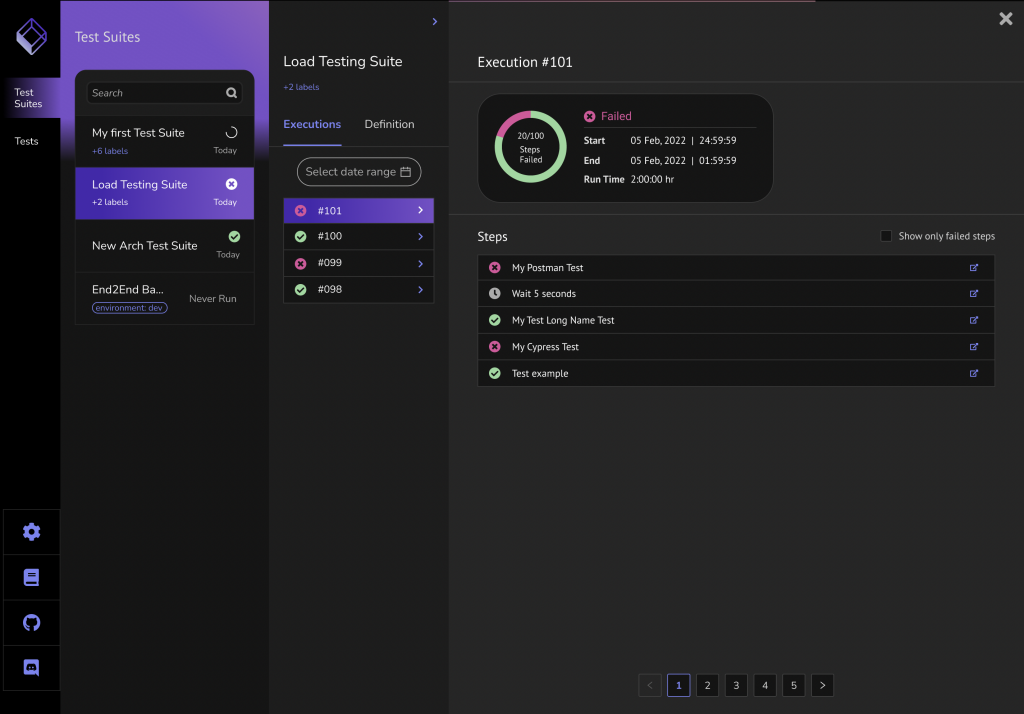 Test
Suites
Tests
Test Suites
Search
My first Test Suite
+6 labels
Today
Load Testing Suite
+2 labels
Today
New Arch Test Suite
Today
End2End Ba...
environment: dev
Never Run
Load Testing Suite
+2 labels
Executions
Definition
Select date range
#101
#100
#099
#098
Execution #101
20/100
Steps
Failed
Failed
Start 05 Feb, 2022 | 24:59:59
End 05 Feb, 2022 | 01:59:59
Run Time 2:00:00 hr
Steps
Show only failed steps
My Postman Test
Wait 5 seconds
My Test Long Name Test
My Cypress Test
Test example
< 1 2 3 4 5 >